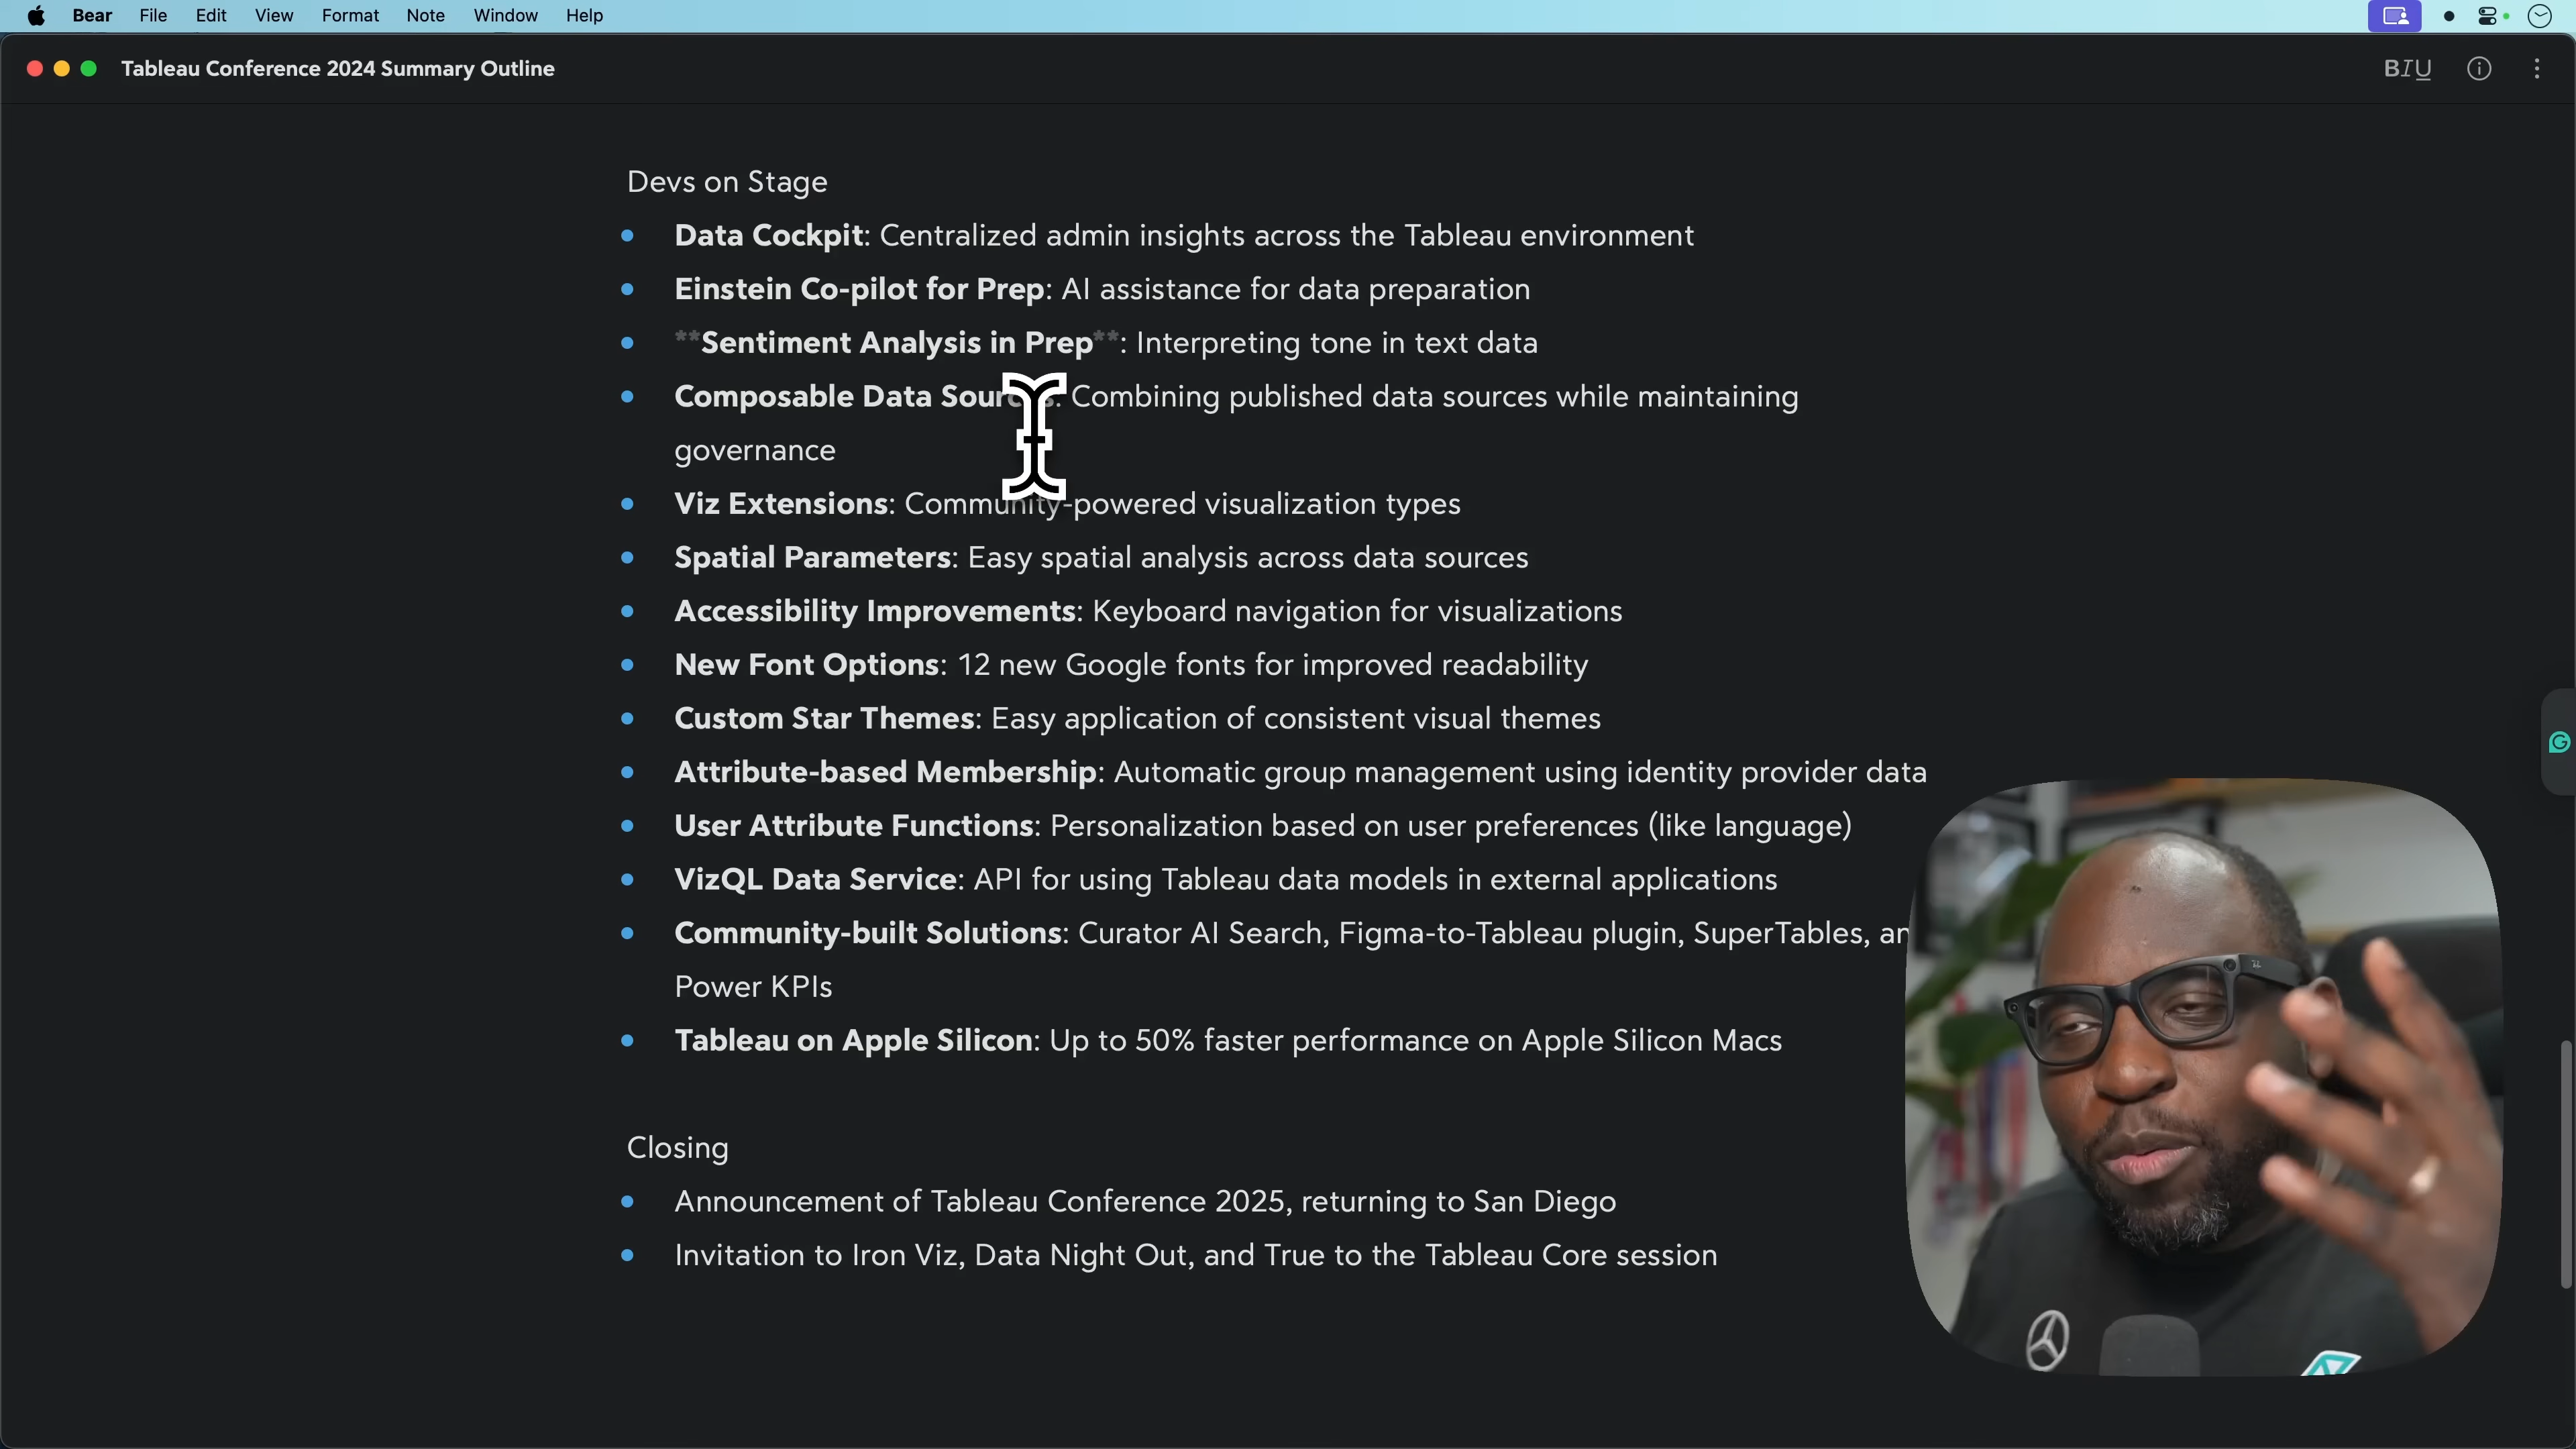 Bear File Edit View Format Note Window Help
Tableau Conference 2024 Summary Outline
BIU
Devs on Stage
Data Cockpit: Centralized admin insights across the Tableau environment
Einstein Co-pilot for Prep: AI assistance for data preparation
**Sentiment Analysis in Prep**: Interpreting tone in text data
Composable Data Sources: Combining published data sources while maintaining
governance
Viz Extensions: Community-powered visualization types
Spatial Parameters: Easy spatial analysis across data sources
Accessibility Improvements: Keyboard navigation for visualizations
New Font Options: 12 new Google fonts for improved readability
Custom Star Themes: Easy application of consistent visual themes
Attribute-based Membership: Automatic group management using identity provider data
User Attribute Functions: Personalization based on user preferences (like language)
VizQL Data Service: API for using Tableau data models in external applications
Community-built Solutions: Curator AI Search, Figma-to-Tableau plugin, SuperTables, an
Power KPIs
Tableau on Apple Silicon: Up to 50% faster performance on Apple Silicon Macs
Closing
Announcement of Tableau Conference 2025, returning to San Diego
Invitation to Iron Viz, Data Night Out, and True to the Tableau Core session